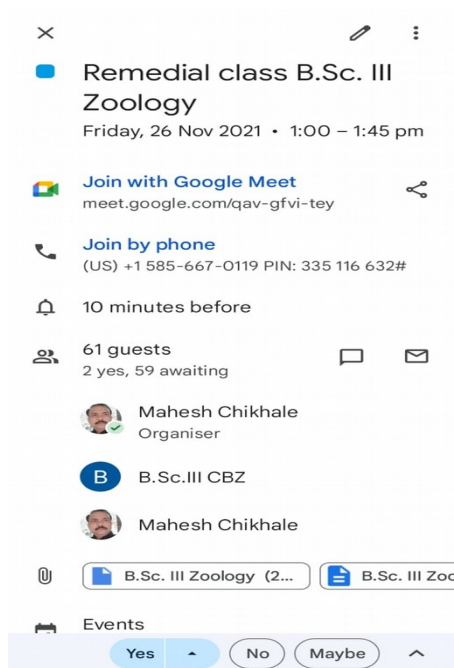 Remedial class B.Sc. III
Zoology
Friday, 26 Nov 2021 • 1:00 – 1:45 pm
Join with Google Meet
meet.google.com/qav-gfvi-tey
Join by phone
(US) +1 585-667-0119 PIN: 335 116 632#
10 minutes before
61 guests
2 yes, 59 awaiting
Mahesh Chikhale
Organiser
B
B.Sc.III CBZ
Mahesh Chikhale
B.Sc. III Zoology (2... B.Sc. III Zoo
Events
Yes No Maybe